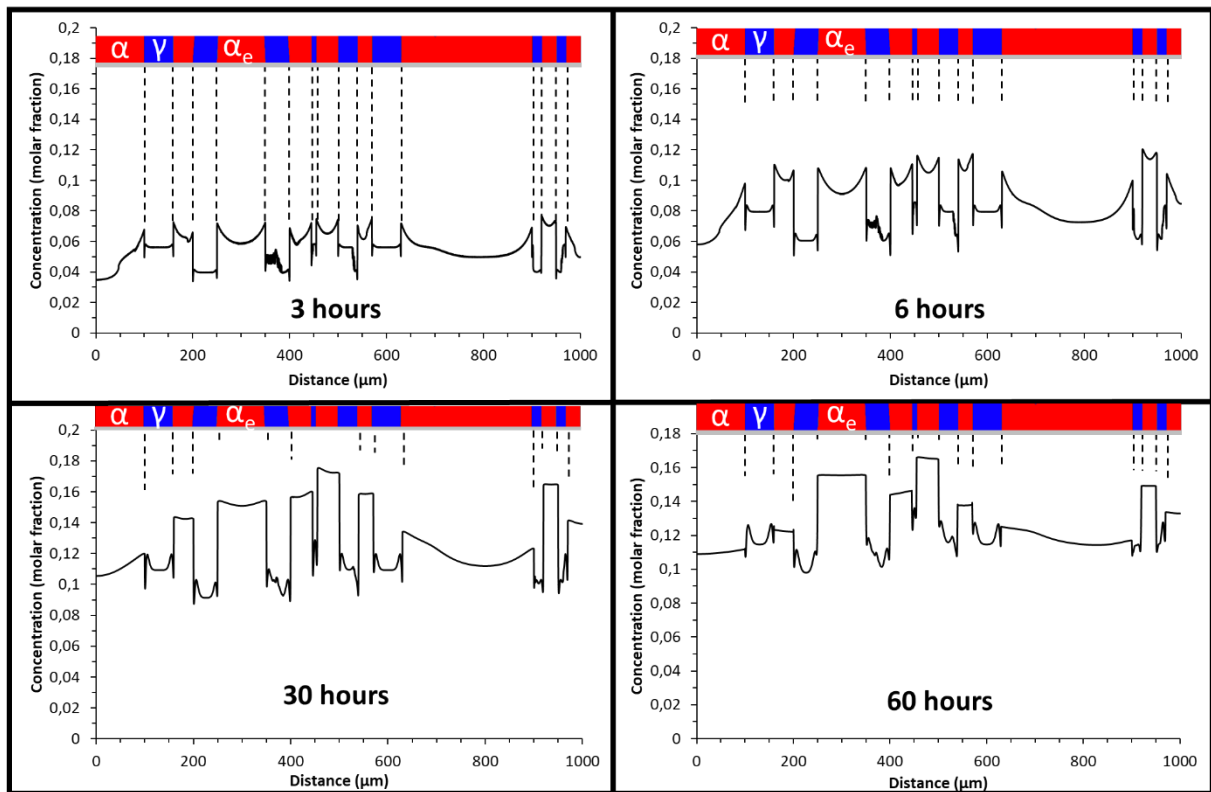 α γ αe
0,2
0,18
0,16
0,14
0,12
0,1
0,08
0,06
0,04
0,02
0
Concentration (molar fraction)
3 hours
0 200 400 600 800 1000
Distance (µm)
α γ αe
0,2
0,18
0,16
0,14
0,12
0,1
0,08
0,06
0,04
0,02
0
Concentration (molar fraction)
6 hours
0 200 400 600 800 1000
Distance (µm)
α γ αe
0,2
0,18
0,16
0,14
0,12
0,1
0,08
0,06
0,04
0,02
0
Concentration (molar fraction)
30 hours
0 200 400 600 800 1000
Distance (µm)
α γ αe
0,18
0,16
0,14
0,12
0,1
0,08
0,06
0,04
0,02
0
Concentration (molar fraction)
60 hours
0 200 400 600 800 1000
Distance (µm)